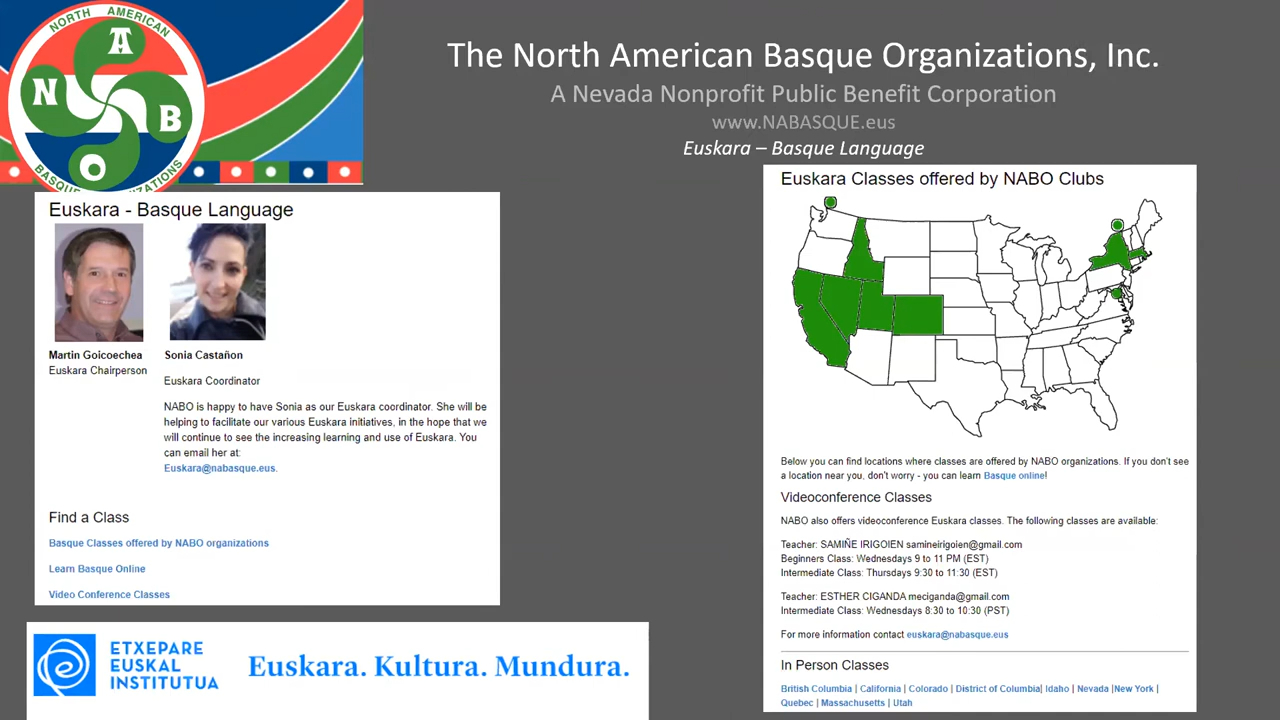 NORTH AMERICAN
N A B O
BASQUE ORGANIZATIONS
The North American Basque Organizations, Inc.
A Nevada Nonprofit Public Benefit Corporation
www.NABASQUE.eus
Euskara – Basque Language
Euskara - Basque Language
Martin Goicoechea
Euskara Chairperson
Sonia Castañon
Euskara Coordinator
NABO is happy to have Sonia as our Euskara coordinator. She will be
helping to facilitate our various Euskara initiatives, in the hope that we
will continue to see the increasing learning and use of Euskara. You
can email her at:
Euskara@nabasque.eus.
Find a Class
Basque Classes offered by NABO organizations
Learn Basque Online
Video Conference Classes
ETXEPARE
EUSKAL
INSTITUTUA
Euskara. Kultura. Mundura.
Euskara Classes offered by NABO Clubs
Below you can find locations where classes are offered by NABO organizations. If you don't see
a location near you, don't worry - you can learn Basque online!
Videoconference Classes
NABO also offers videoconference Euskara classes. The following classes are available:
Teacher: SAMIÑE IRIGOIEN samineirigoien@gmail.com
Beginners Class: Wednesdays 9 to 11 PM (EST)
Intermediate Class: Thursdays 9:30 to 11:30 (EST)
Teacher: ESTHER CIGANDA meciganda@gmail.com
Intermediate Class: Wednesdays 8:30 to 10:30 (PST)
For more information contact euskara@nabasque.eus
In Person Classes
British Columbia | California | Colorado | District of Columbia| Idaho | Nevada |New York |
Quebec | Massachusetts | Utah